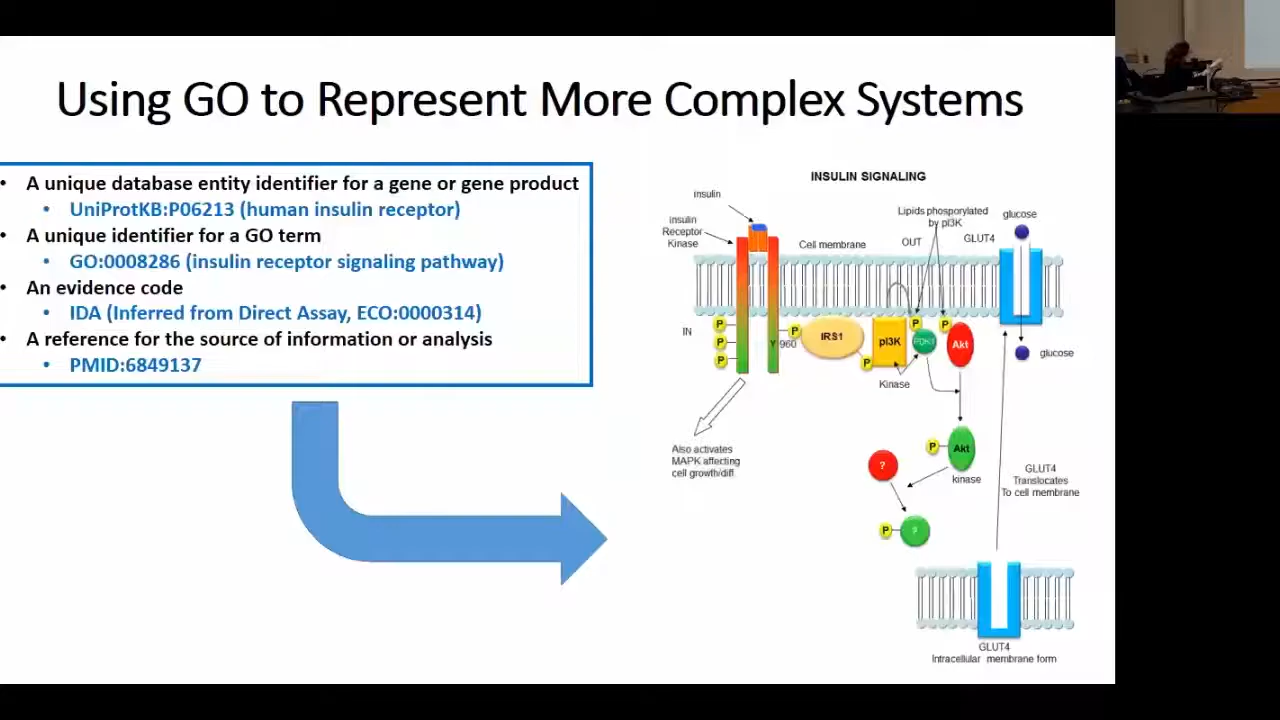 Using GO to Represent More Complex Systems
• A unique database entity identifier for a gene or gene product
• UniProtKB:P06213 (human insulin receptor)
• A unique identifier for a GO term
• GO:0008286 (insulin receptor signaling pathway)
• An evidence code
• IDA (Inferred from Direct Assay, ECO:0000314)
• A reference for the source of information or analysis
• PMID:6849137
INSULIN SIGNALING
insulin
insulin
Receptor
Kinase
Cell membrane
OUT
Lipids phosphorylated
by pI3K
GLUT4
glucose
IN
P
P
P
Y 960
P
IRS1
P
pI3K
P
PDK1
P
Akt
glucose
Kinase
Also activates
MAPK affecting
cell growth/diff
P
Akt
kinase
?
P
?
GLUT4
Translocates
To cell membrane
GLUT4
Intracellular membrane form